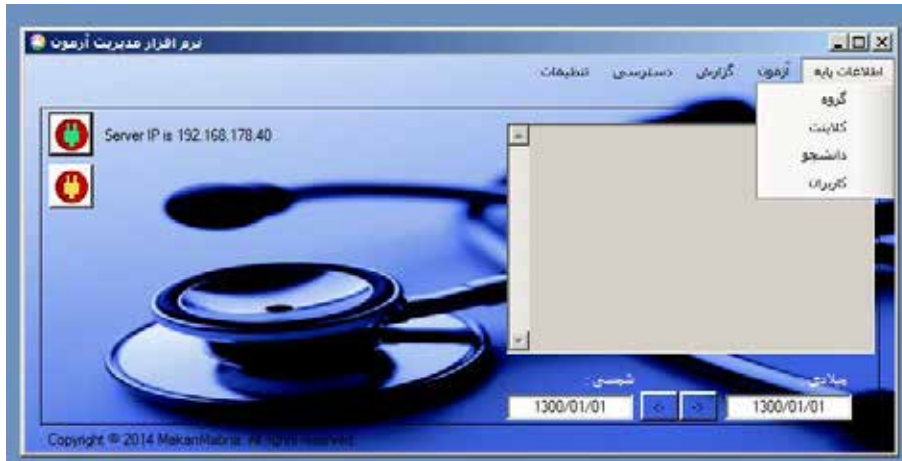 نرم افزار مدیریت آزمون
اطلاعات پایه آزمون گزارش دسترسی تنظیمات
گروه
کلاینت
دانشجو
کاربران
Server IP is 192.168.178.40
میلادی : شمسی :
1300/01/01 <- -> 1300/01/01
Copyright © 2014 MekanMabna. All rights reserved.